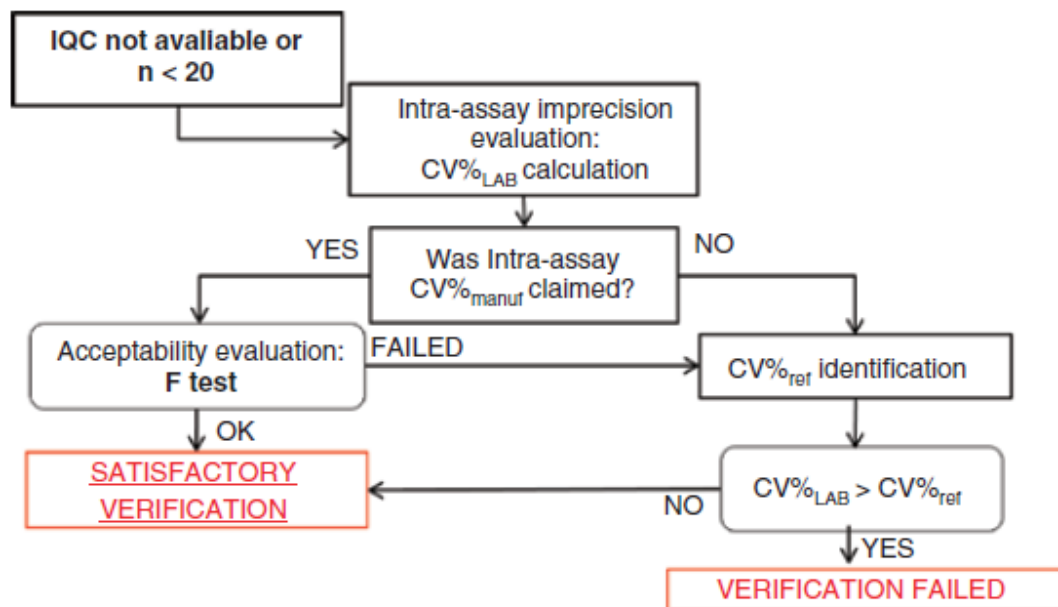 IQC not avaliable or
n < 20
Intra-assay imprecision
evaluation:
CV%LAB calculation
YES
Was Intra-assay
CV%manuf claimed?
NO
Acceptability evaluation:
F test
FAILED
CV%ref identification
OK
SATISFACTORY
VERIFICATION
NO
CV%LAB > CV%ref
YES
VERIFICATION FAILED